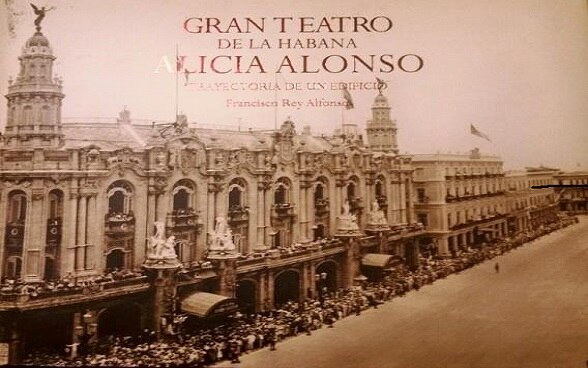 GRAN TEATRO
DE LA HABANA
ALICIA ALONSO
TRAYECTORIA DE UN EDIFICIO
Francisco Rey Alfonso